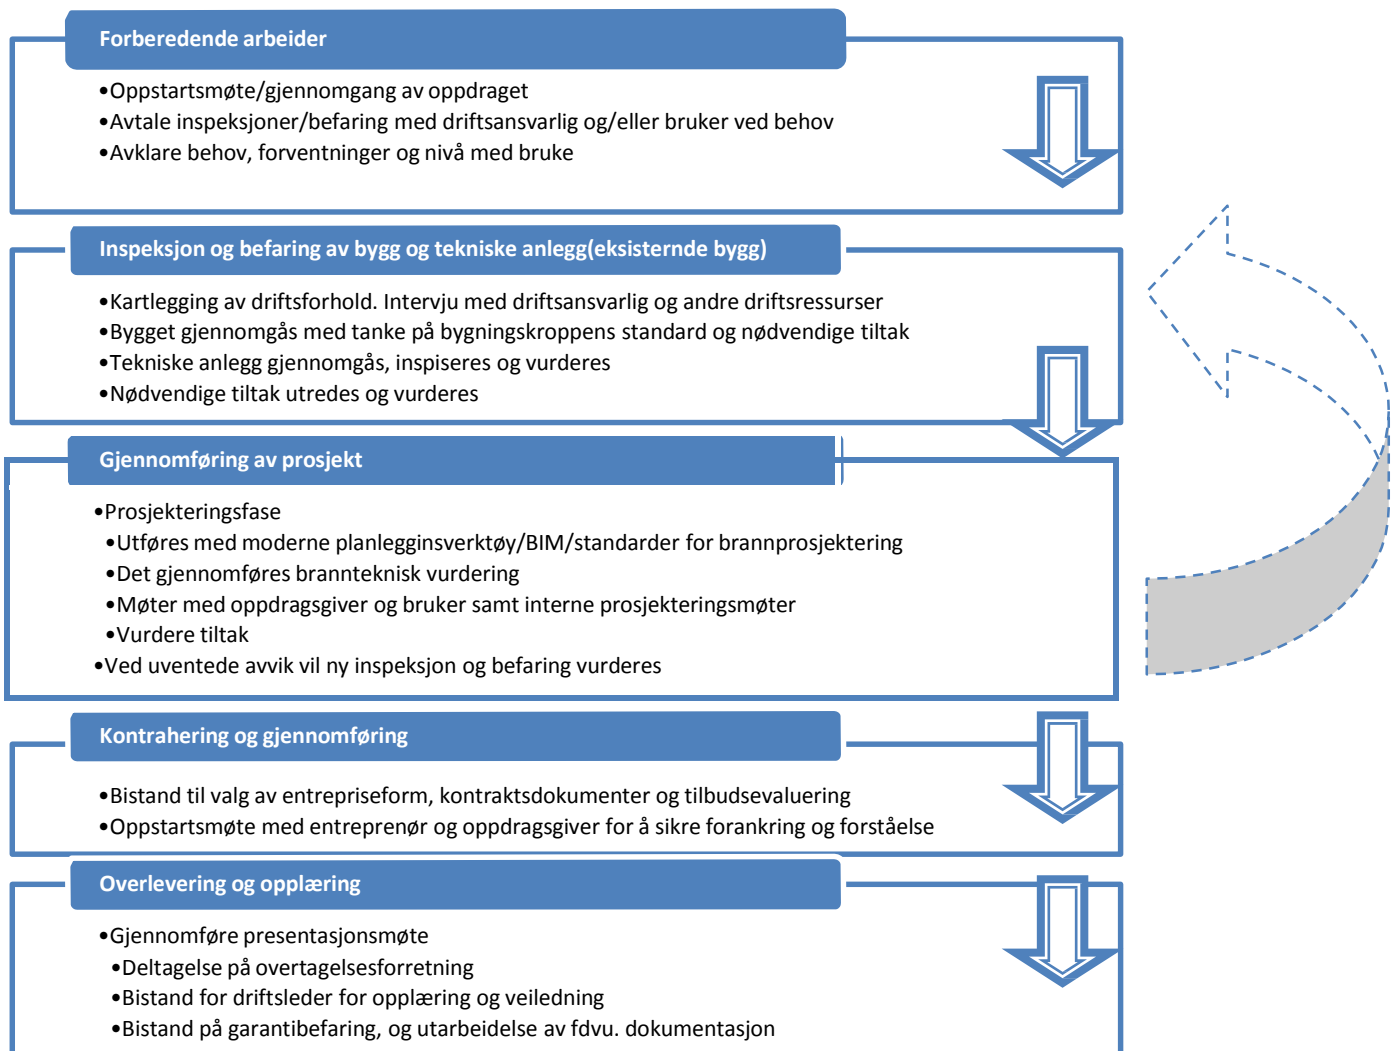 Forberedende arbeider
•Oppstartsmøte/gjennomgang av oppdraget
•Avtale inspeksjoner/befaring med driftsansvarlig og/eller bruker ved behov
•Avklare behov, forventninger og nivå med bruke
Inspeksjon og befaring av bygg og tekniske anlegg(eksisternde bygg)
•Kartlegging av driftsforhold. Intervju med driftsansvarlig og andre driftsressurser
•Bygget gjennomgås med tanke på bygningskroppens standard og nødvendige tiltak
•Tekniske anlegg gjennomgås, inspiseres og vurderes
•Nødvendige tiltak utredes og vurderes
Gjennomføring av prosjekt
•Prosjekteringsfase
•Utføres med moderne planlegginsverktøy/BIM/standarder for brannprosjektering
•Det gjennomføres brannteknisk vurdering
•Møter med oppdragsgiver og bruker samt interne prosjekteringsmøter
•Vurdere tiltak
•Ved uventede avvik vil ny inspeksjon og befaring vurderes
Kontrahering og gjennomføring
•Bistand til valg av entrepriseform, kontraktsdokumenter og tilbudsevaluering
•Oppstartsmøte med entreprenør og oppdragsgiver for å sikre forankring og forståelse
Overlevering og opplæring
•Gjennomføre presentasjonsmøte
•Deltagelse på overtagelsesforretning
•Bistand for driftsleder for opplæring og veiledning
•Bistand på garantibefaring, og utarbeidelse av fdvu. dokumentasjon